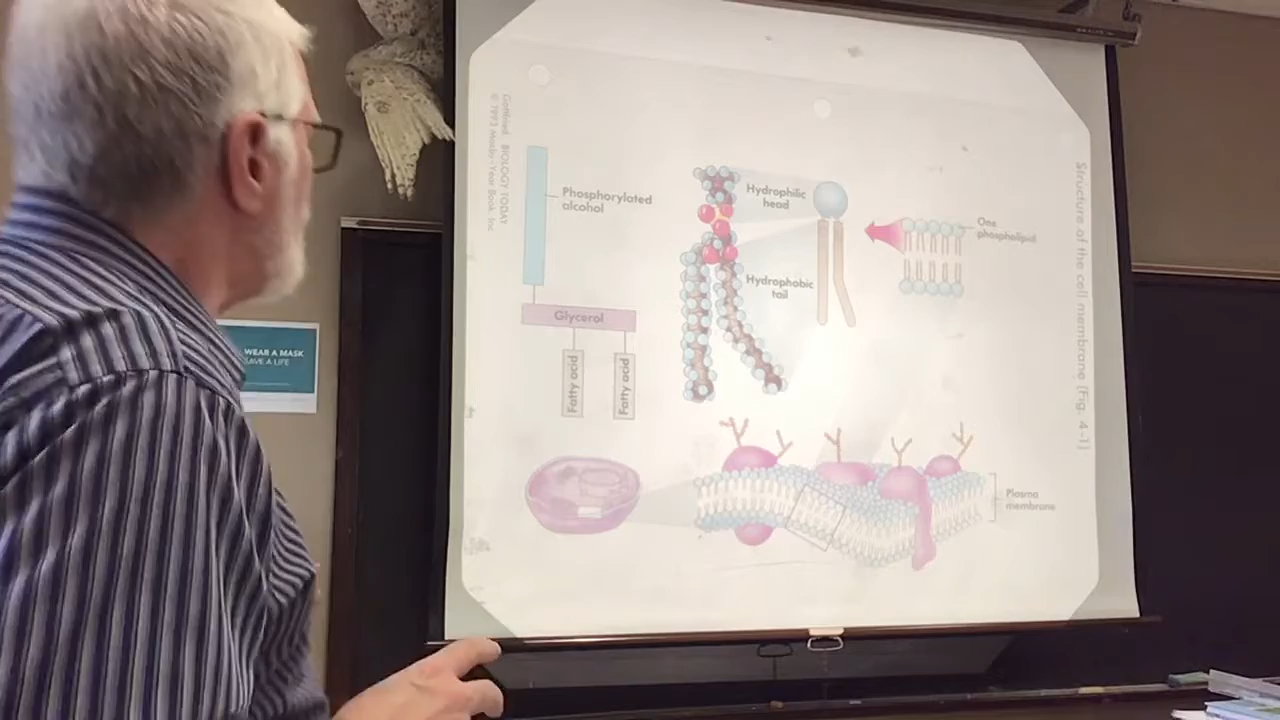 Gottfried: BIOLOGY TODAY
© 1993 Mosby-Year Book, Inc.
Phosphorylated
alcohol
Glycerol
Fatty acid
Fatty acid
Hydrophilic
head
Hydrophobic
tail
One
phospholipid
Plasma
membrane
Structure of the cell membrane (Fig. 4-1)
WEAR A MASK
SAVE A LIFE